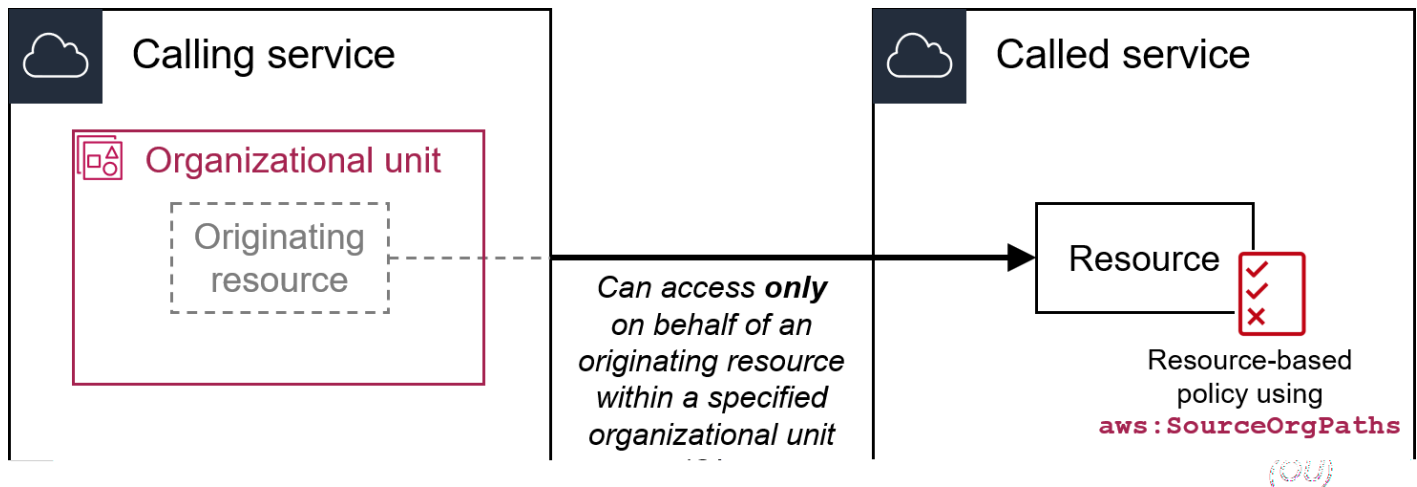 Calling service
Organizational unit
Originating
resource
Can access only
on behalf of an
originating resource
within a specified
organizational unit
Called service
Resource
Resource-based
policy using
aws:SourceOrgPaths
(OU)